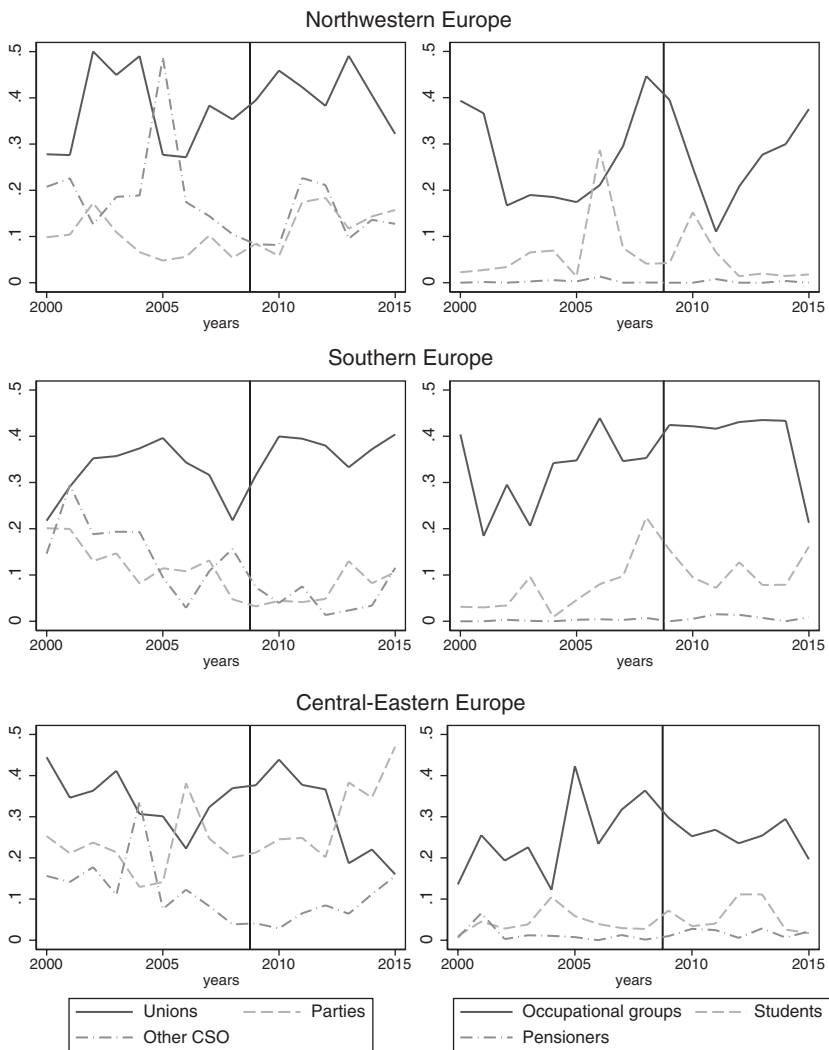 Northwestern Europe
.5
.4
.3
.2
.1
0
2000 2005 2010 2015
years
.5
.4
.3
.2
.1
0
2000 2005 2010 2015
years
Southern Europe
.5
.4
.3
.2
.1
0
2000 2005 2010 2015
years
.5
.4
.3
.2
.1
0
2000 2005 2010 2015
years
Central-Eastern Europe
.5
.4
.3
.2
.1
0
2000 2005 2010 2015
years
.5
.4
.3
.2
.1
0
2000 2005 2010 2015
years
Unions Parties
Other CSO
Occupational groups Students
Pensioners